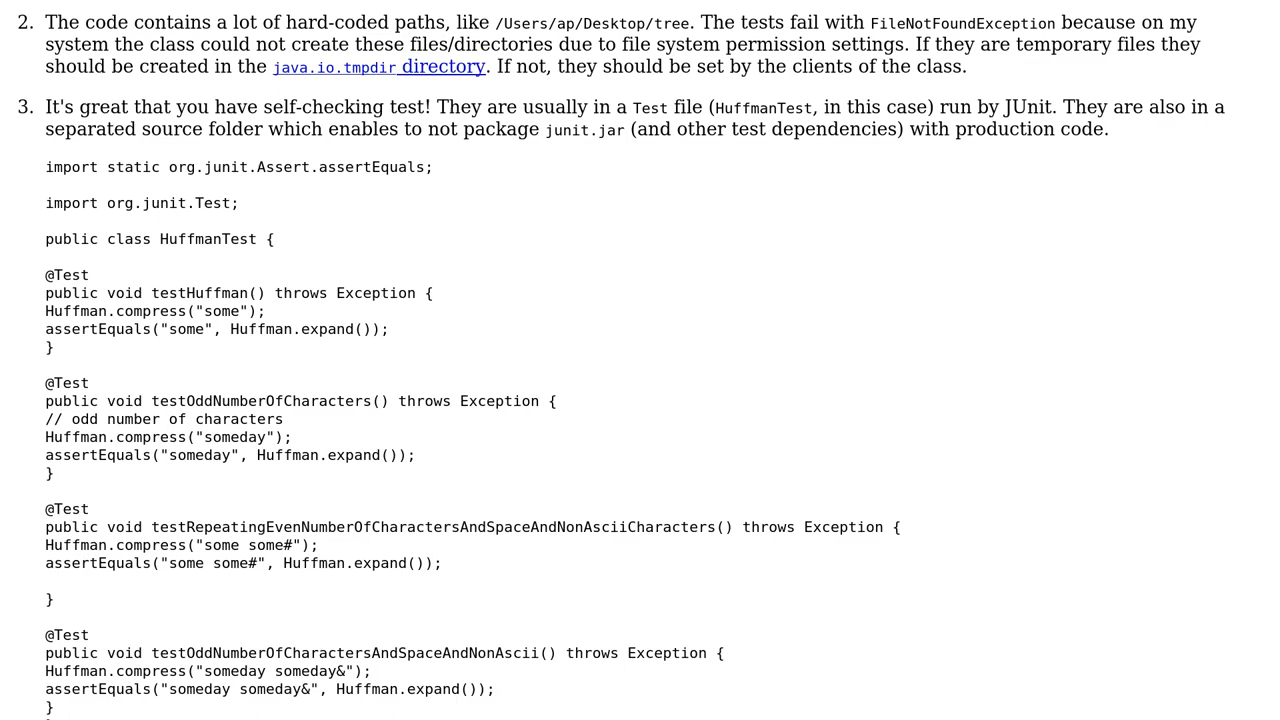 2. The code contains a lot of hard-coded paths, like /Users/ap/Desktop/tree. The tests fail with FileNotFoundException because on my
system the class could not create these files/directories due to file system permission settings. If they are temporary files they
should be created in the java.io.tmpdir directory. If not, they should be set by the clients of the class.
3. It's great that you have self-checking test! They are usually in a Test file (HuffmanTest, in this case) run by JUnit. They are also in a
separated source folder which enables to not package junit.jar (and other test dependencies) with production code.
import static org.junit.Assert.assertEquals;
import org.junit.Test;
public class HuffmanTest {
@Test
public void testHuffman() throws Exception {
Huffman.compress("some");
assertEquals("some", Huffman.expand());
}
@Test
public void testOddNumberOfCharacters() throws Exception {
// odd number of characters
Huffman.compress("someday");
assertEquals("someday", Huffman.expand());
}
@Test
public void testRepeatingEvenNumberOfCharactersAndSpaceAndNonAsciiCharacters() throws Exception {
Huffman.compress("some some#");
assertEquals("some some#", Huffman.expand());
}
@Test
public void testOddNumberOfCharactersAndSpaceAndNonAscii() throws Exception {
Huffman.compress("someday someday&");
assertEquals("someday someday&", Huffman.expand());
}